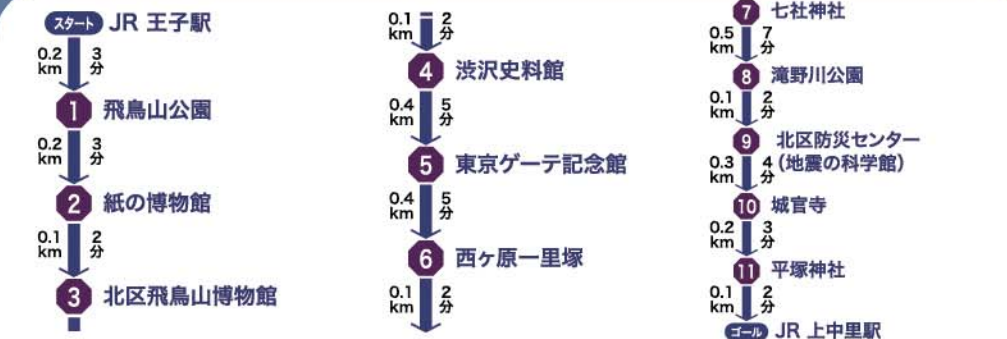 スタート JR 王子駅
0.2 km 3分
1 飛鳥山公園
0.2 km 3分
2 紙の博物館
0.1 km 2分
3 北区飛鳥山博物館
0.1 km 2分
4 渋沢史料館
0.4 km 5分
5 東京ゲーテ記念館
0.4 km 5分
6 西ヶ原一里塚
0.1 km 2分
7 七社神社
0.5 km 7分
8 滝野川公園
0.1 km 2分
9 北区防災センター
(地震の科学館)
0.3 km 4分
10 城官寺
0.2 km 3分
11 平塚神社
0.1 km 2分
ゴール JR 上中里駅